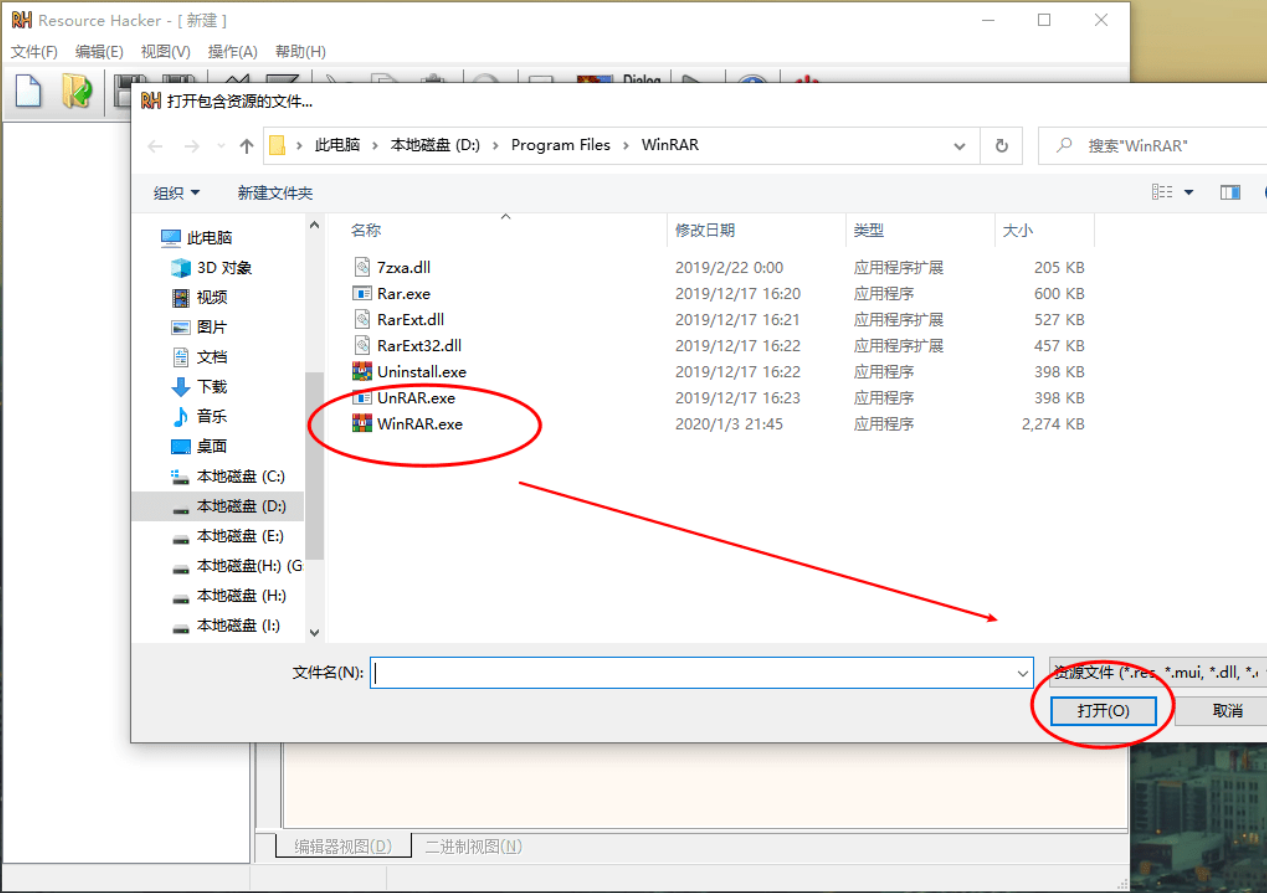 Resource Hacker - [ 新建 ]
文件(F) 编辑(E) 视图(V) 操作(A) 帮助(H)
Dialog
打开包含资源的文件...
此电脑 › 本地磁盘 (D:) › Program Files › WinRAR
搜索"WinRAR"
组织 新建文件夹
名称 修改日期 类型 大小
此电脑
3D 对象
视频
图片
文档
下载
音乐
桌面
本地磁盘 (C:)
本地磁盘 (D:)
本地磁盘 (E:)
本地磁盘(H:) (G
本地磁盘 (H:)
本地磁盘 (I:)
7zxa.dll 2019/2/22 0:00 应用程序扩展 205 KB
Rar.exe 2019/12/17 16:20 应用程序 600 KB
RarExt.dll 2019/12/17 16:21 应用程序扩展 527 KB
RarExt32.dll 2019/12/17 16:22 应用程序扩展 457 KB
Uninstall.exe 2019/12/17 16:22 应用程序 398 KB
UnRAR.exe 2019/12/17 16:23 应用程序 398 KB
WinRAR.exe 2020/1/3 21:45 应用程序 2,274 KB
文件名(N):
资源文件 (*.res, *.mui, *.dll, *.
打开(O) 取消
编辑器视图(D) 二进制视图(N)